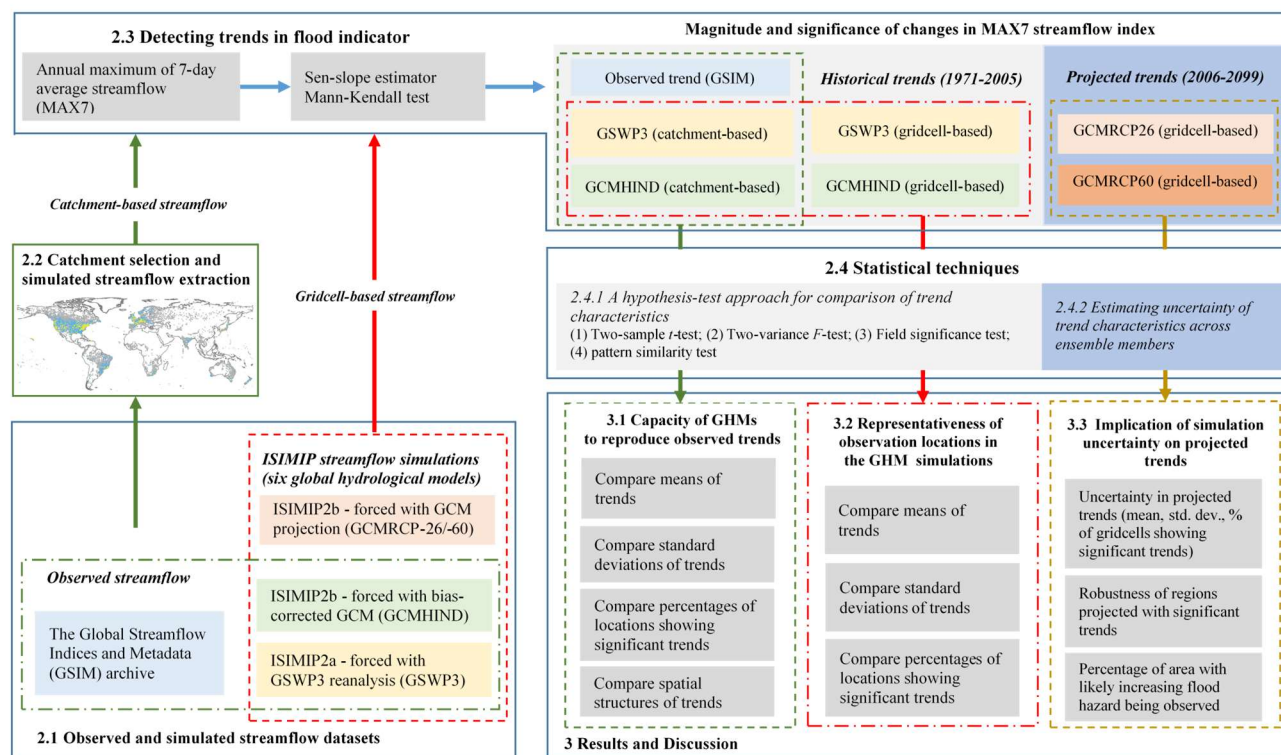 2.3 Detecting trends in flood indicator
Annual maximum of 7-day
average streamflow
(MAX7)
Sen-slope estimator
Mann-Kendall test
Magnitude and significance of changes in MAX7 streamflow index
Observed trend (GSIM)
Historical trends (1971-2005)
Projected trends (2006-2099)
GSWP3 (catchment-based)
GSWP3 (gridcell-based)
GCMRCP26 (gridcell-based)
GCMHIND (catchment-based)
GCMHIND (gridcell-based)
GCMRCP60 (gridcell-based)
Catchment-based streamflow
2.2 Catchment selection and
simulated streamflow extraction
Gridcell-based streamflow
2.4 Statistical techniques
2.4.1 A hypothesis-test approach for comparison of trend
characteristics
(1) Two-sample t-test; (2) Two-variance F-test; (3) Field significance test;
(4) pattern similarity test
2.4.2 Estimating uncertainty of
trend characteristics across
ensemble members
ISIMIP streamflow simulations
(six global hydrological models)
ISIMIP2b - forced with GCM
projection (GCMRCP-26/-60)
Observed streamflow
The Global Streamflow
Indices and Metadata
(GSIM) archive
ISIMIP2b - forced with bias-
corrected GCM (GCMHIND)
ISIMIP2a - forced with
GSWP3 reanalysis (GSWP3)
2.1 Observed and simulated streamflow datasets
3.1 Capacity of GHMs
to reproduce observed trends
Compare means of
trends
Compare standard
deviations of trends
Compare percentages of
locations showing
significant trends
Compare spatial
structures of trends
3.2 Representativeness of
observation locations in
the GHM simulations
Compare means of
trends
Compare standard
deviations of trends
Compare percentages of
locations showing
significant trends
3.3 Implication of simulation
uncertainty on projected
trends
Uncertainty in projected
trends (mean, std. dev., %
of gridcells showing
significant trends)
Robustness of regions
projected with significant
trends
Percentage of area with
likely increasing flood
hazard being observed
3 Results and Discussion